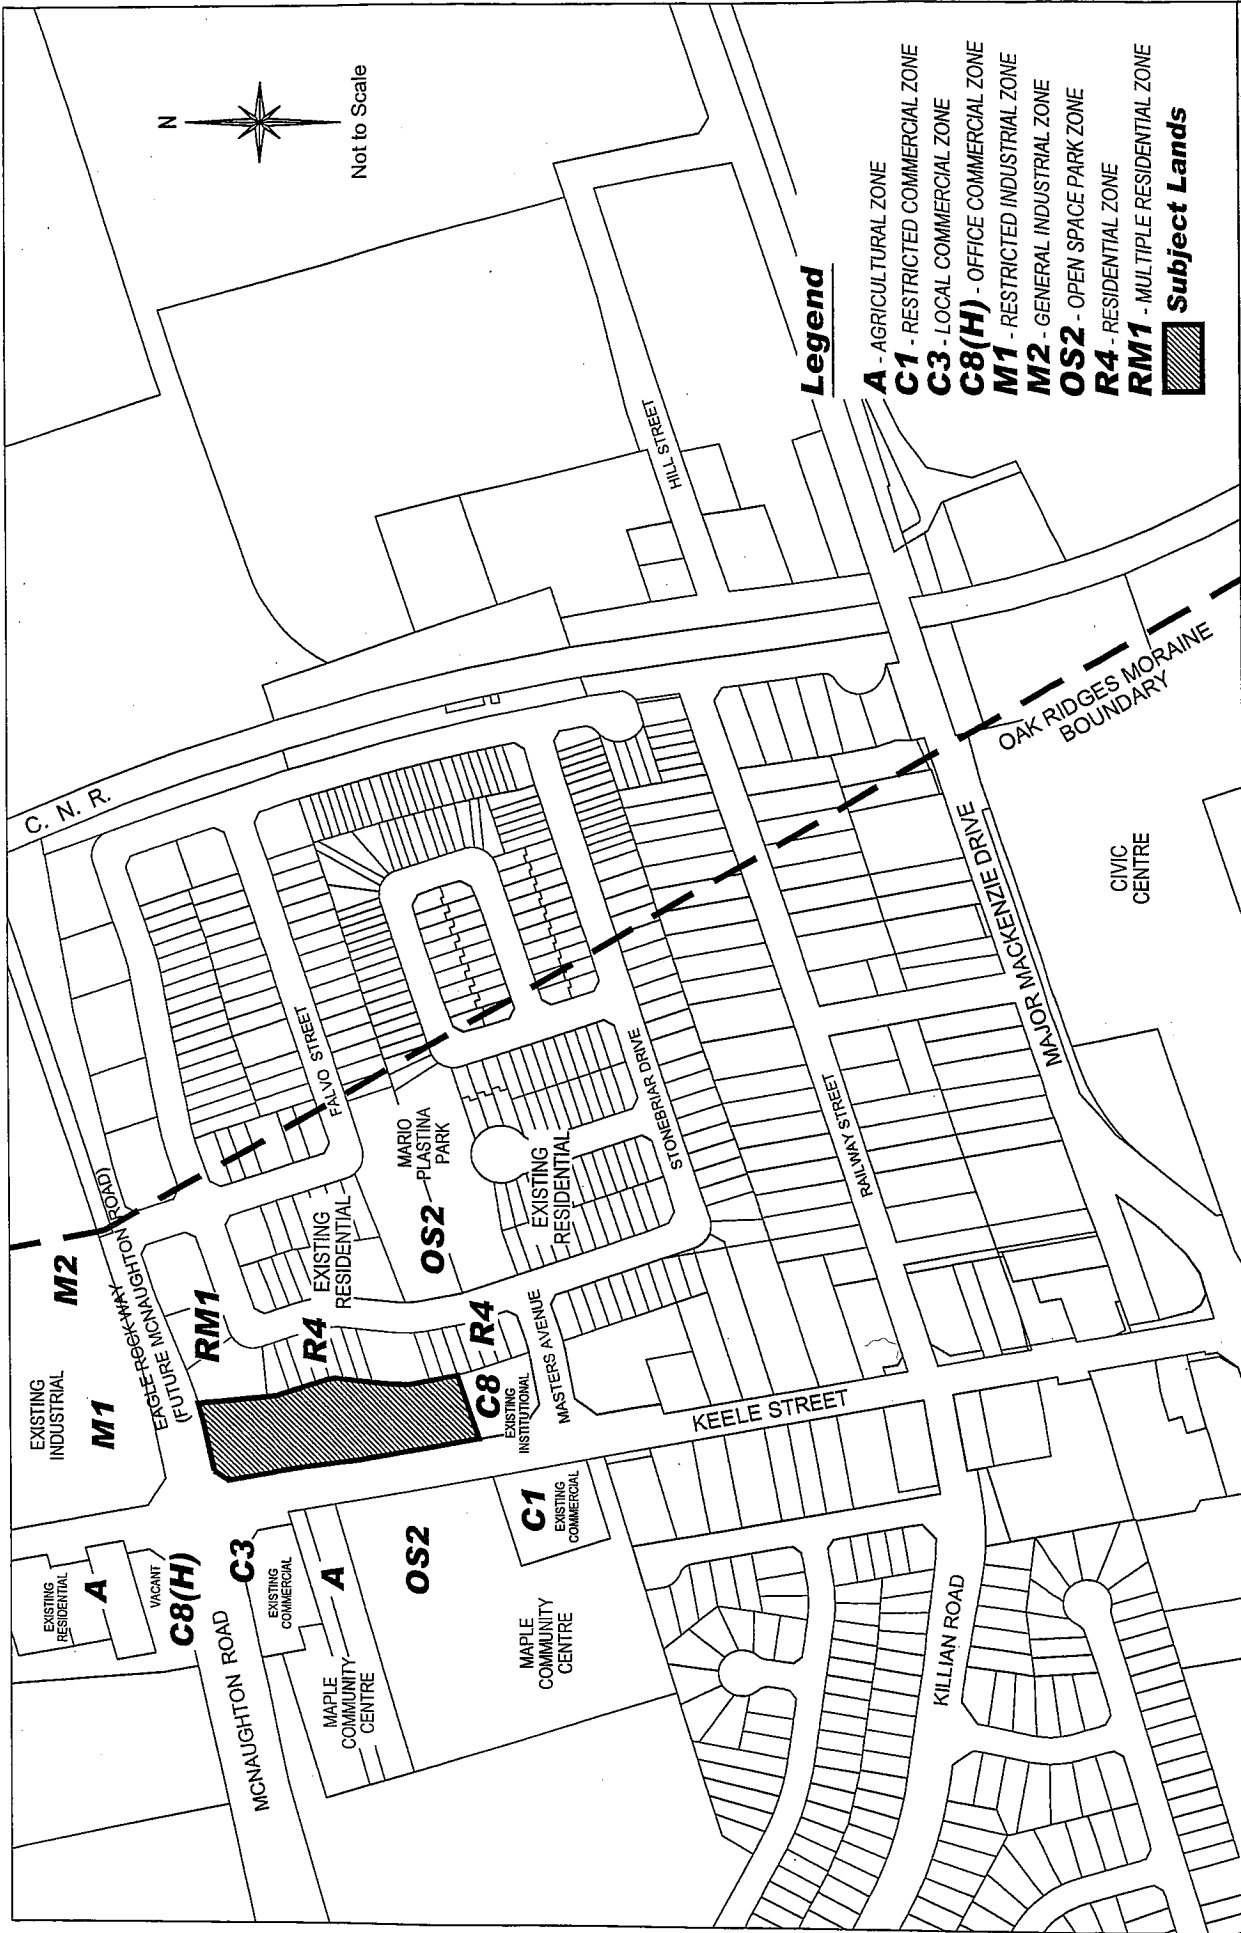 N
Not to Scale
C. N. R.
EXISTING
INDUSTRIAL
M1
M2
EAGLE ROCK WAY
(FUTURE MCNAUGHTON ROAD)
EXISTING
RESIDENTIAL
A
VACANT
C8(H)
MCNAUGHTON ROAD
C3
EXISTING
COMMERCIAL
A
MAPLE
COMMUNITY
CENTRE
OS2
MAPLE
COMMUNITY
CENTRE
C1
EXISTING
COMMERCIAL
RM1
R4
EXISTING
RESIDENTIAL
FALVO STREET
MARIO
PLASTINA
PARK
OS2
R4
C8
EXISTING
INSTITUTIONAL
EXISTING
RESIDENTIAL
MASTERS AVENUE
STONEBRIAR DRIVE
KEELE STREET
RAILWAY STREET
KILLIAN ROAD
MAJOR MACKENZIE DRIVE
HILL STREET
CIVIC
CENTRE
OAK RIDGES MORAINE
BOUNDARY
Legend
A - AGRICULTURAL ZONE
C1 - RESTRICTED COMMERCIAL ZONE
C3 - LOCAL COMMERCIAL ZONE
C8(H) - OFFICE COMMERCIAL ZONE
M1 - RESTRICTED INDUSTRIAL ZONE
M2 - GENERAL INDUSTRIAL ZONE
OS2 - OPEN SPACE PARK ZONE
R4 - RESIDENTIAL ZONE
RM1 - MULTIPLE RESIDENTIAL ZONE
Subject Lands